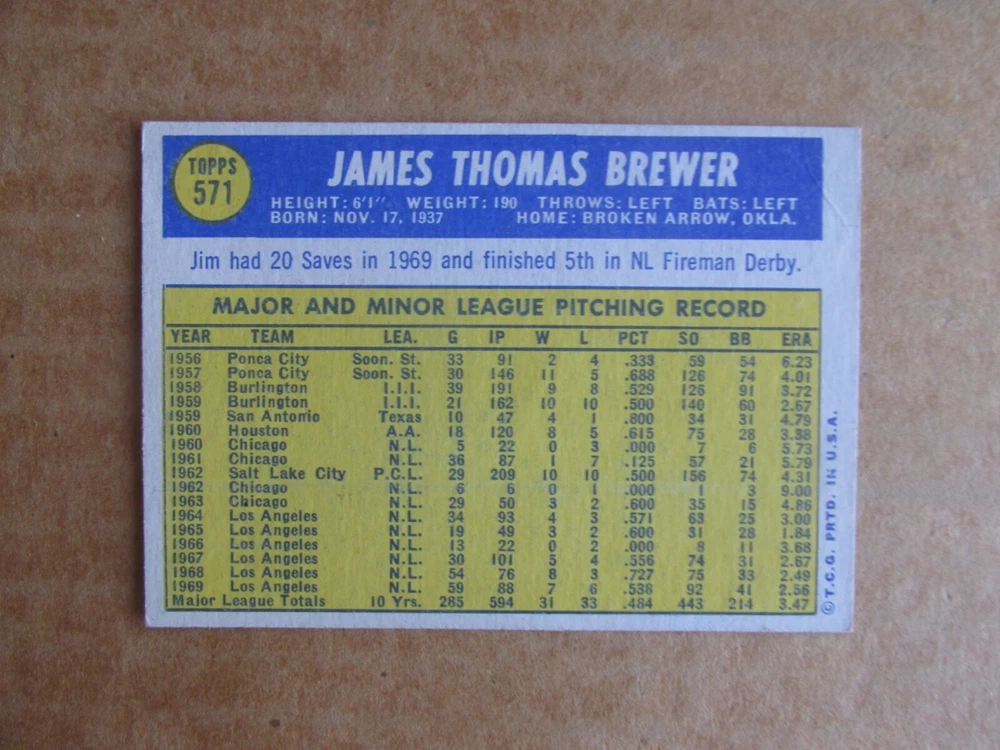 TOPPS
571
JAMES THOMAS BREWER
HEIGHT: 6'1" WEIGHT: 190 THROWS: LEFT BATS: LEFT
BORN: NOV. 17, 1937 HOME: BROKEN ARROW, OKLA.
Jim had 20 Saves in 1969 and finished 5th in NL Fireman Derby.
MAJOR AND MINOR LEAGUE PITCHING RECORD
YEAR TEAM LEA. G IP W L PCT SO BB ERA
1956 Ponca City Soon. St. 33 91 2 4 .333 59 54 6.23
1957 Ponca City Soon. St. 30 146 11 5 .688 126 74 4.01
1958 Burlington I.I.I. 39 191 9 8 .529 126 91 3.72
1959 Burlington I.I.I. 21 162 10 10 .500 140 60 2.67
1959 San Antonio Texas 10 47 4 1 .800 34 31 4.79
1960 Houston A.A. 18 120 8 5 .615 75 28 3.38
1960 Chicago N.L. 5 22 0 3 .000 7 6 5.73
1961 Chicago N.L. 36 87 1 7 .125 57 21 5.79
1962 Salt Lake City P.C.L. 29 209 10 10 .500 156 74 4.31
1962 Chicago N.L. 6 6 0 1 .000 1 3 9.00
1963 Chicago N.L. 29 50 3 2 .600 35 15 4.86
1964 Los Angeles N.L. 34 93 4 3 .571 63 25 3.00
1965 Los Angeles N.L. 19 49 3 2 .600 31 28 1.84
1966 Los Angeles N.L. 13 22 0 2 .000 8 11 3.68
1967 Los Angeles N.L. 30 101 5 4 .556 74 31 2.67
1968 Los Angeles N.L. 54 76 8 3 .727 75 33 2.49
1969 Los Angeles N.L. 59 88 7 6 .538 92 41 2.56
Major League Totals 10 Yrs. 285 594 31 33 .484 443 214 3.47
©T.C.G. PRTD. IN U.S.A.